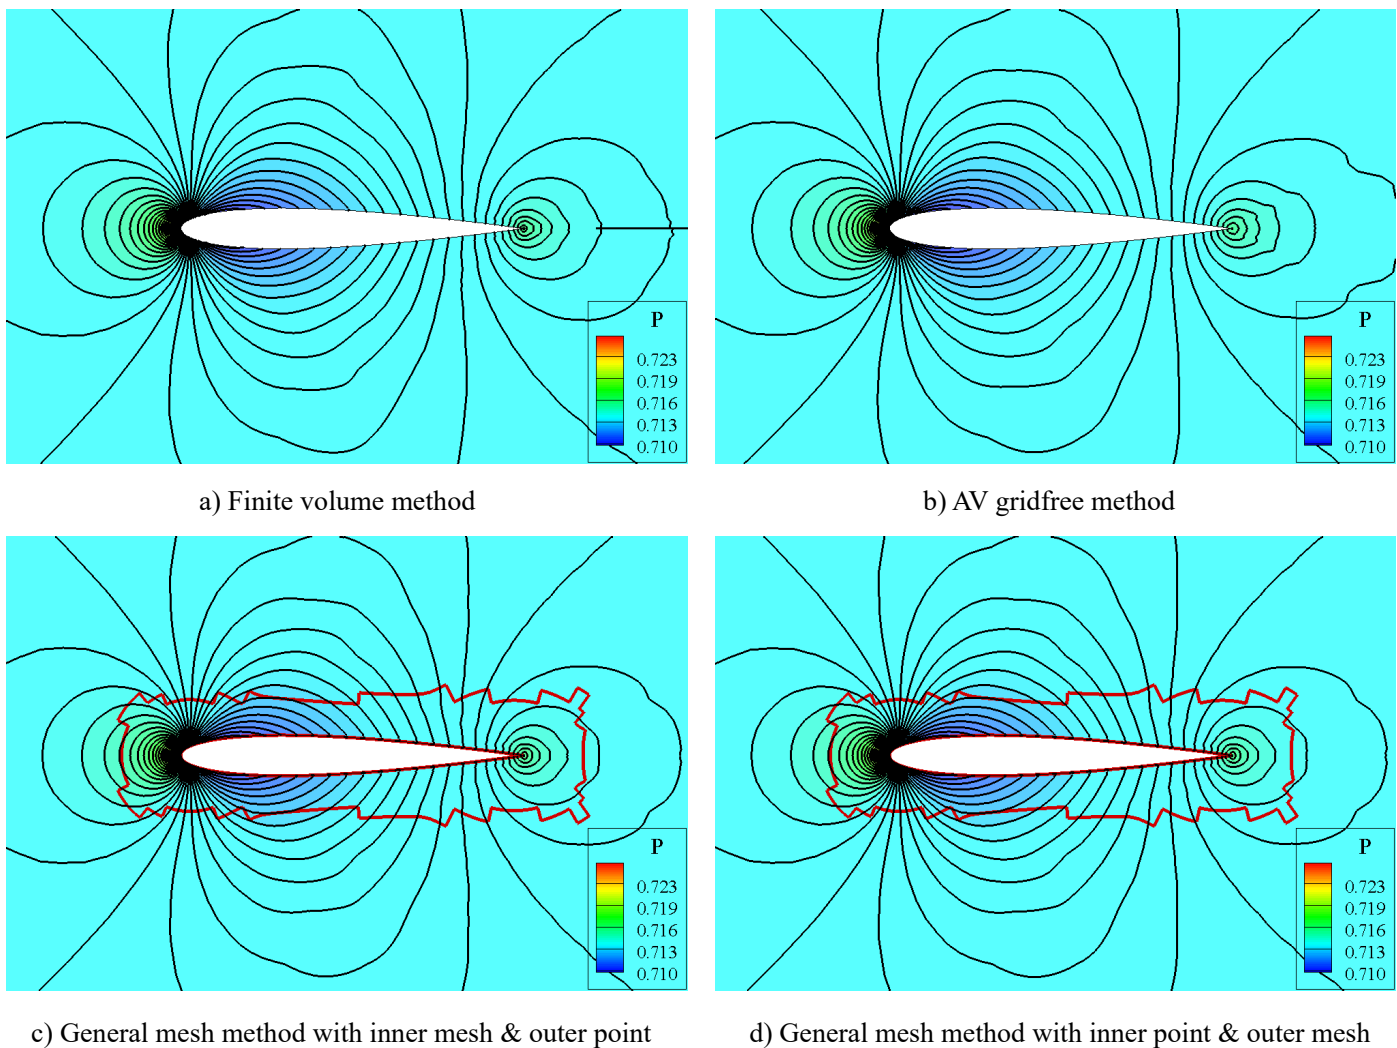 P
0.723
0.719
0.716
0.713
0.710
P
0.723
0.719
0.716
0.713
0.710
a) Finite volume method
b) AV gridfree method
P
0.723
0.719
0.716
0.713
0.710
P
0.723
0.719
0.716
0.713
0.710
c) General mesh method with inner mesh & outer point
d) General mesh method with inner point & outer mesh